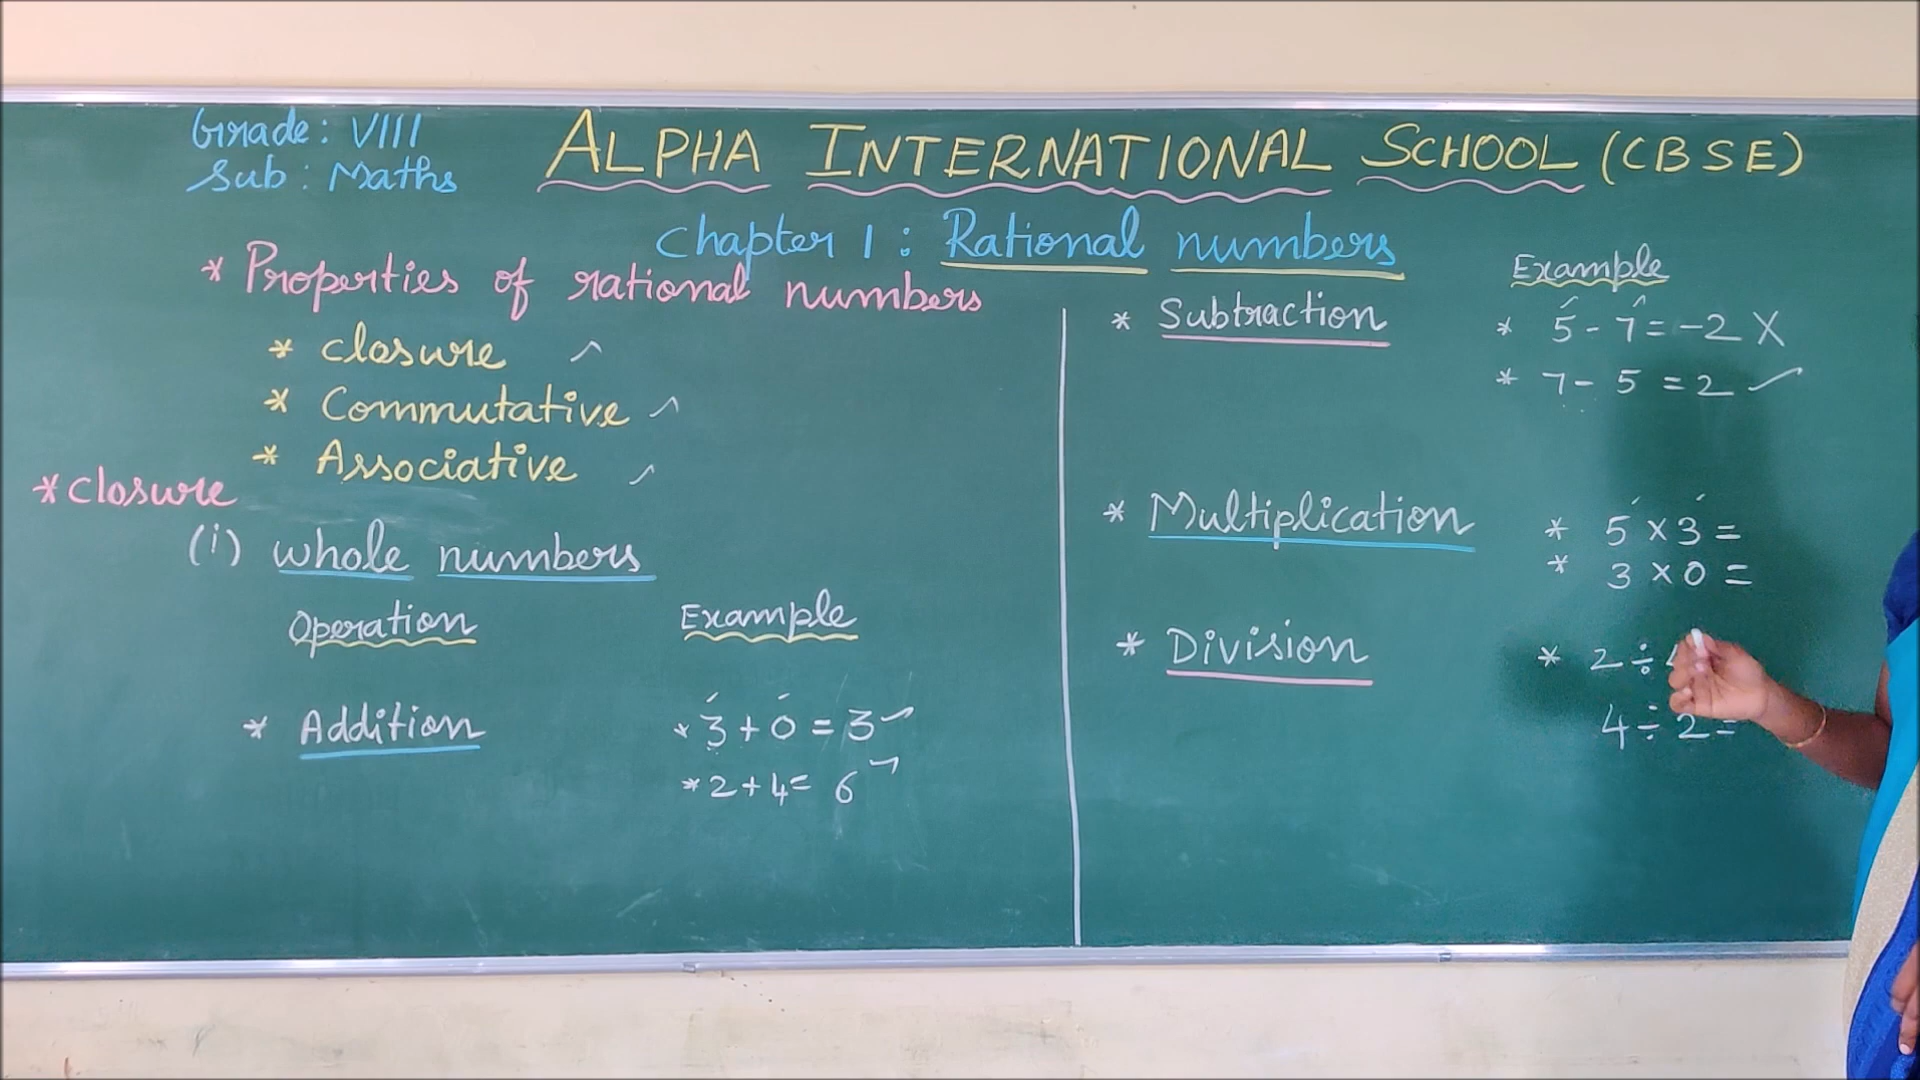 Grade: VIII
Sub: Maths
ALPHA INTERNATIONAL SCHOOL (CBSE)
Chapter 1: Rational numbers
* Properties of rational numbers
* closure
* Commutative
* Associative
* closure
(i) whole numbers
Operation Example
* Addition * 3 + 0 = 3
* 2 + 4 = 6
Example
* Subtraction * 5 - 7 = -2 X
* 7 - 5 = 2
* Multiplication * 5 x 3 =
* 3 x 0 =
* Division * 2 ÷
4 ÷ 2 =